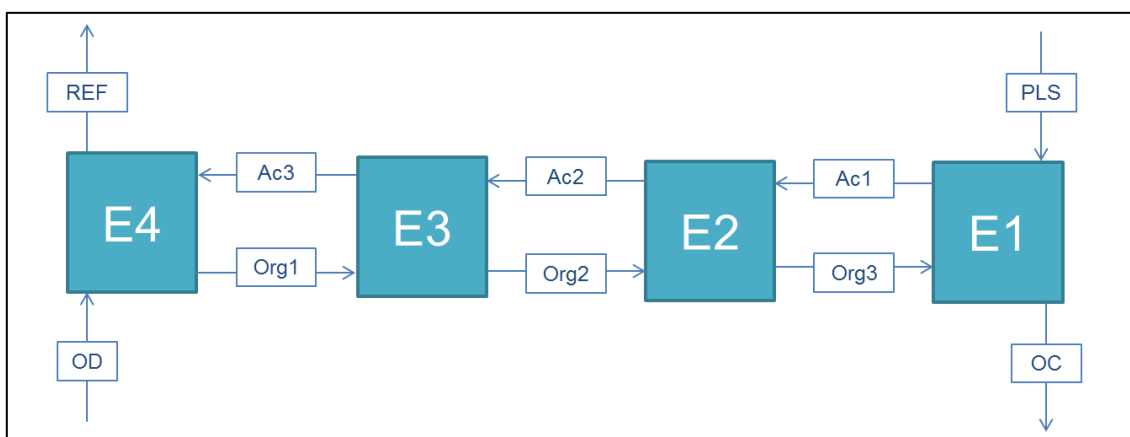 REF
PLS
Ac3
Ac2
Ac1
E4
E3
E2
E1
Org1
Org2
Org3
OD
OC